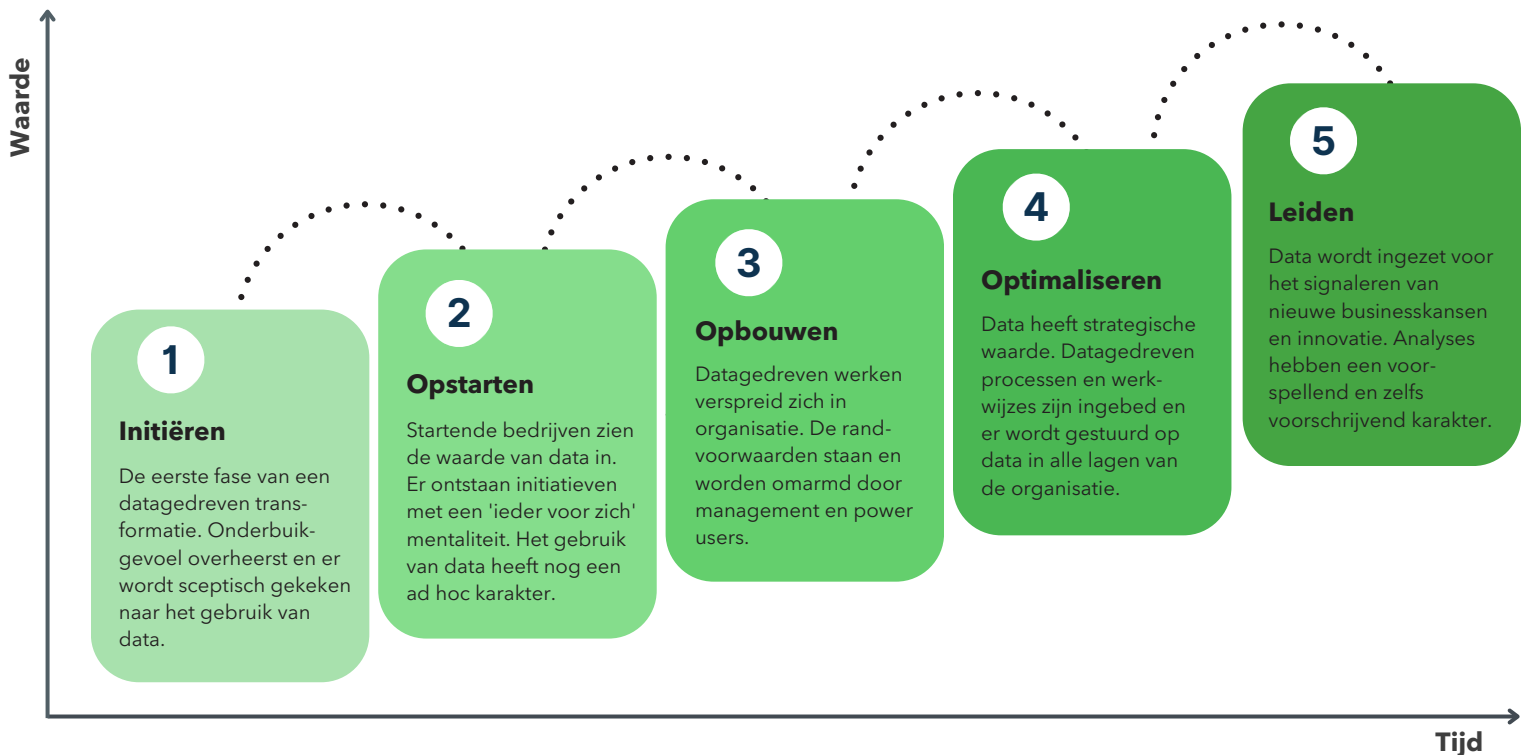 Waarde
1
Initiëren
De eerste fase van een
datagedreven trans-
formatie. Onderbuik-
gevoel overheerst en er
wordt sceptisch gekeken
naar het gebruik van
data.
2
Opstarten
Startende bedrijven zien
de waarde van data in.
Er ontstaan initiatieven
met een 'ieder voor zich'
mentaliteit. Het gebruik
van data heeft nog een
ad hoc karakter.
3
Opbouwen
Datagedreven werken
verspreid zich in
organisatie. De rand-
voorwaarden staan en
worden omarmd door
management en power
users.
4
Optimaliseren
Data heeft strategische
waarde. Datagedreven
processen en werk-
wijzes zijn ingebed en
er wordt gestuurd op
data in alle lagen van
de organisatie.
5
Leiden
Data wordt ingezet voor
het signaleren van
nieuwe businesskansen
en innovatie. Analyses
hebben een voor-
spellend en zelfs
voorschrijvend karakter.
Tijd